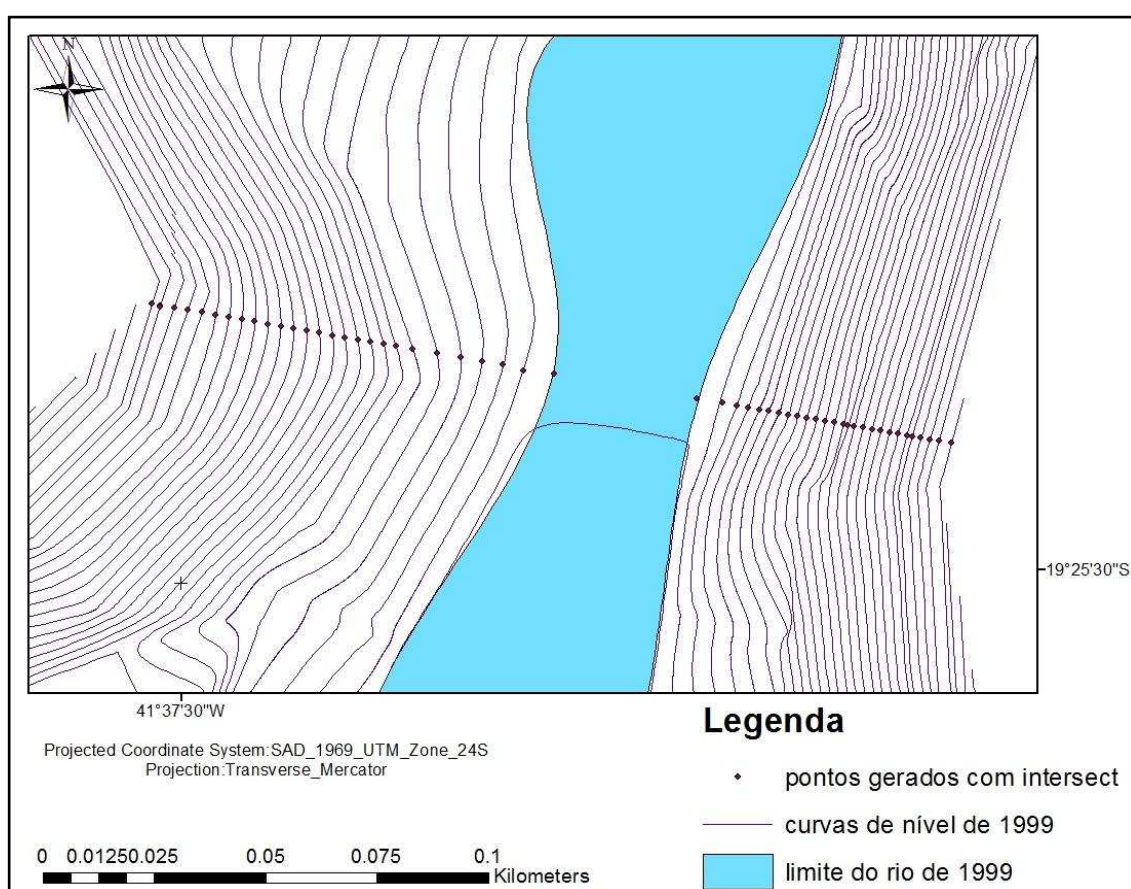 N
19°25'30"S
41°37'30"W
Projected Coordinate System:SAD_1969_UTM_Zone_24S
Projection:Transverse_Mercator
0 0.01250.025 0.05 0.075 0.1
Kilometers
Legenda
pontos gerados com intersect
curvas de nível de 1999
limite do rio de 1999